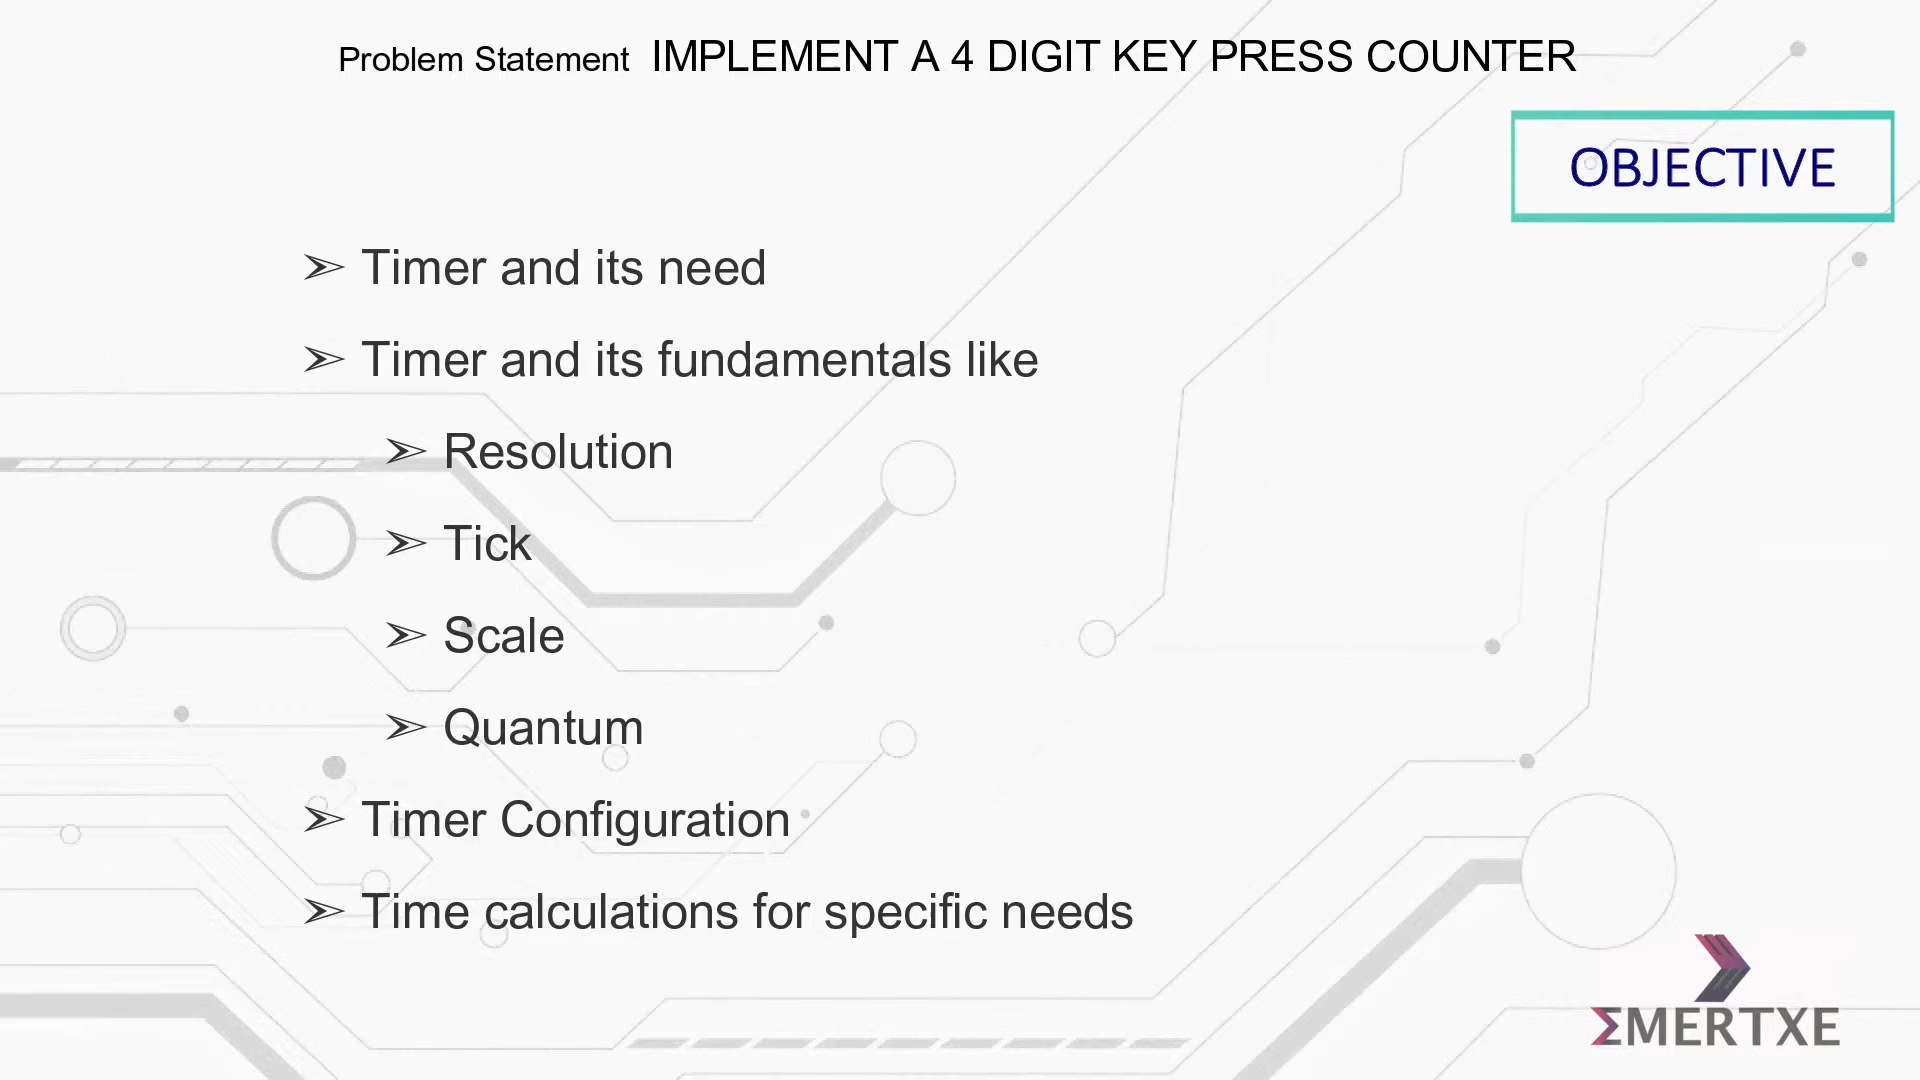 Problem Statement IMPLEMENT A 4 DIGIT KEY PRESS COUNTER
OBJECTIVE
➢ Timer and its need
➢ Timer and its fundamentals like
➢ Resolution
➢ Tick
➢ Scale
➢ Quantum
➢ Timer Configuration
➢ Time calculations for specific needs
ΣMERTXE